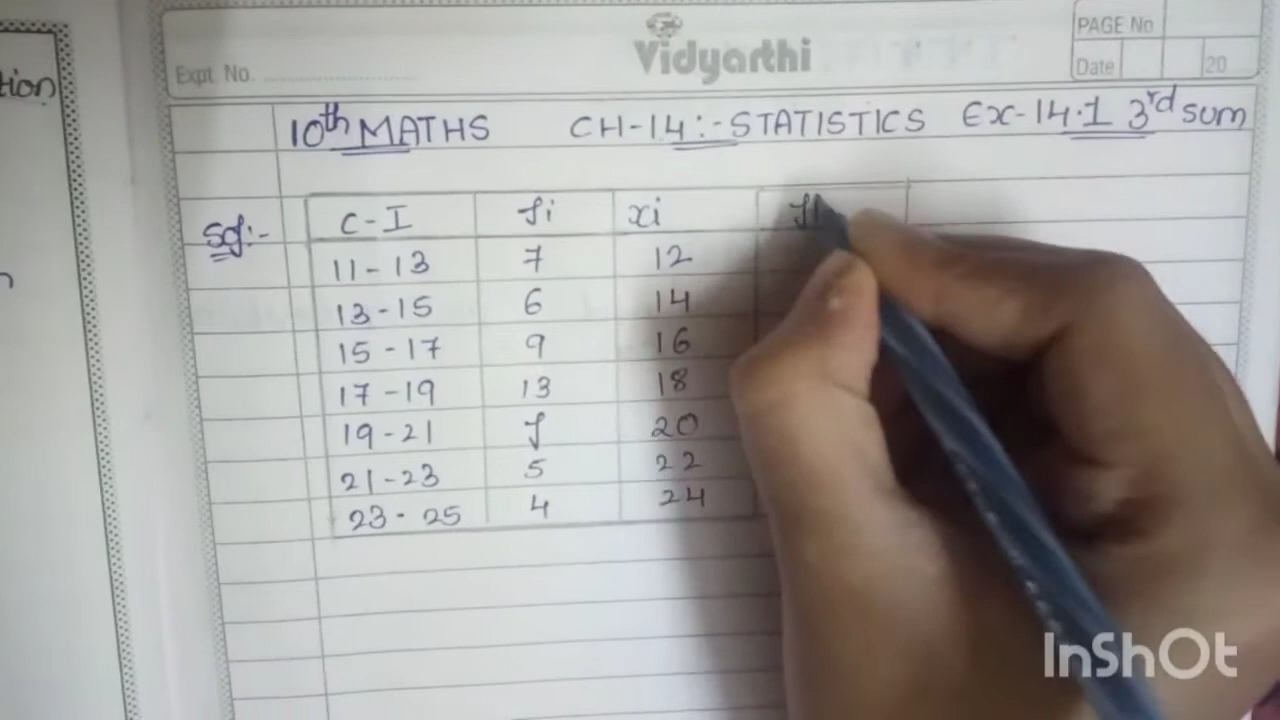 tion
Expt. No.
Vidyarthi
PAGE No
Date 20
10th MATHS CH-14:-STATISTICS EX-14.1 3rd sum
Sol:-
C-I fi xi
11-13 7 12
13-15 6 14
15-17 9 16
17-19 13 18
19-21 f 20
21-23 5 22
23-25 4 24
InShOt